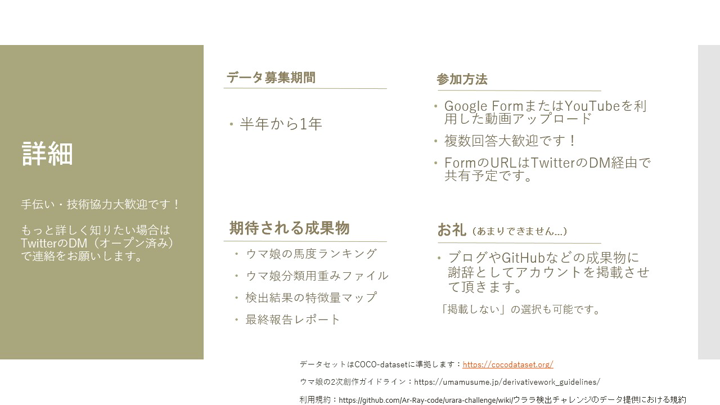 詳細
手伝い・技術協力大歓迎です！
もっと詳しく知りたい場合は
TwitterのDM（オープン済み）
で連絡をお願いします。
データ募集期間
• 半年から1年
参加方法
• Google FormまたはYouTubeを利
用した動画アップロード
• 複数回答大歓迎です！
• FormのURLはTwitterのDM経由で
共有予定です。
期待される成果物
• ウマ娘の馬度ランキング
• ウマ娘分類用重みファイル
• 検出結果の特徴量マップ
• 最終報告レポート
お礼（あまりできません…）
• ブログやGitHubなどの成果物に
謝辞としてアカウントを掲載させ
て頂きます。
「掲載しない」の選択も可能です。
データセットはCOCO-datasetに準拠します：https://cocodataset.org/
ウマ娘の2次創作ガイドライン：https://umamusume.jp/derivativework_guidelines/
利用規約：https://github.com/Ar-Ray-code/urara-challenge/wiki/ウララ検出チャレンジのデータ提供における規約